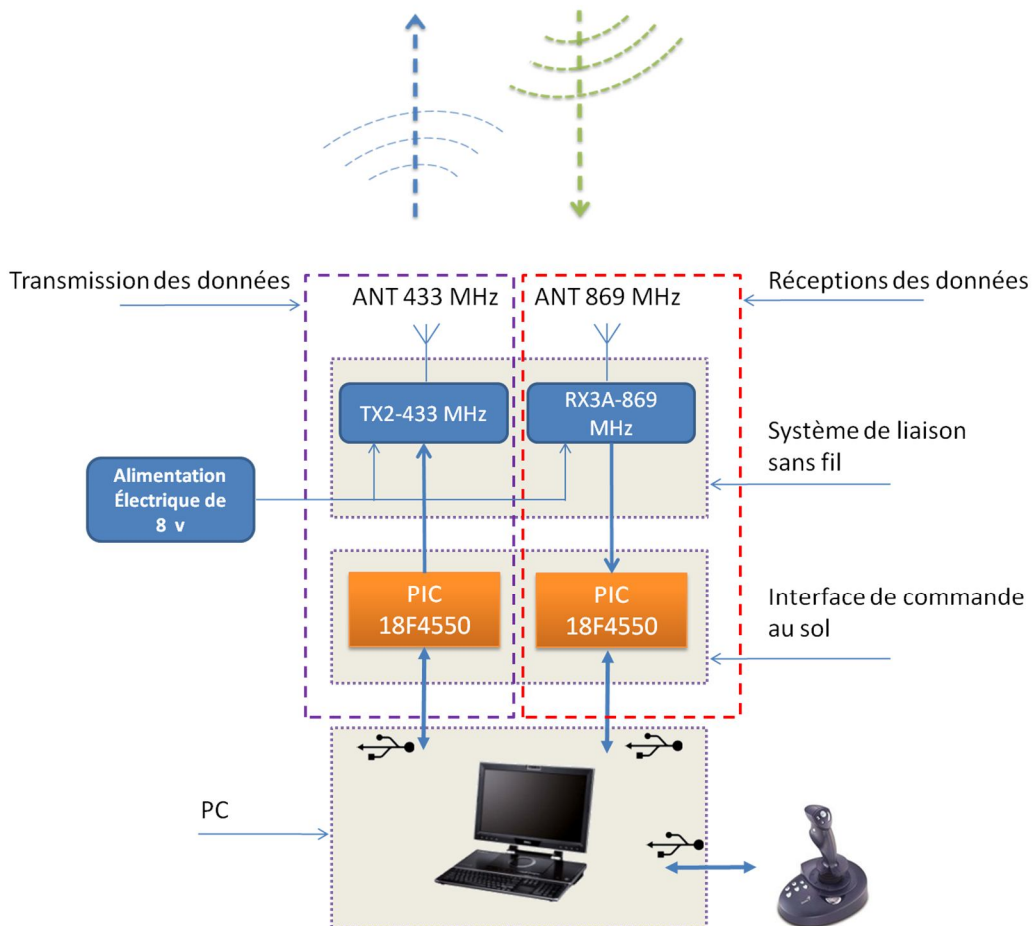 Transmission des données
Réceptions des données
ANT 433 MHz
ANT 869 MHz
TX2-433 MHz
RX3A-869
MHz
Système de liaison
sans fil
Alimentation
Électrique de
8 v
PIC
18F4550
PIC
18F4550
Interface de commande
au sol
PC